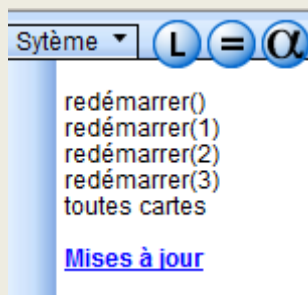 Sytème
L = α
redémarrer()
redémarrer(1)
redémarrer(2)
redémarrer(3)
toutes cartes
Mises à jour